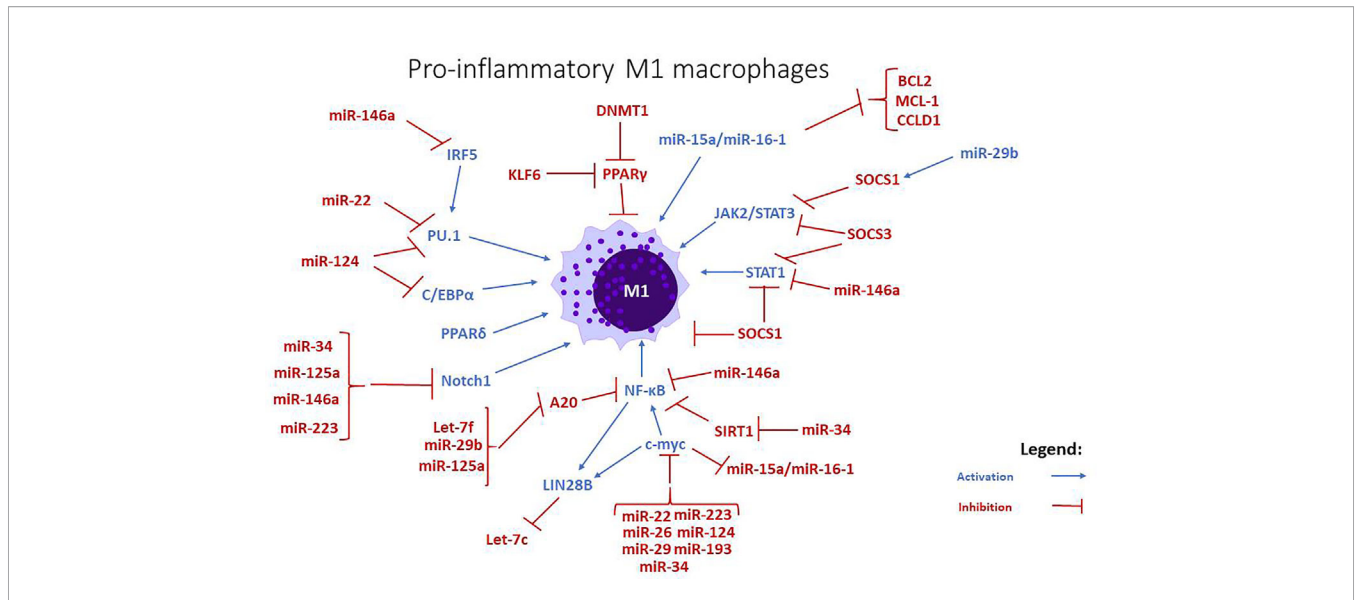 Pro-inflammatory M1 macrophages
miR-146a
IRF5
miR-22
PU.1
miR-124
C/EBPα
PPARδ
miR-34
miR-125a
miR-146a
miR-223
Notch1
DNMT1
KLF6
PPARγ
miR-15a/miR-16-1
BCL2
MCL-1
CCLD1
miR-29b
SOCS1
JAK2/STAT3
SOCS3
STAT1
miR-146a
SOCS1
M1
miR-146a
NF-κB
A20
Let-7f
miR-29b
miR-125a
SIRT1
miR-34
c-myc
miR-15a/miR-16-1
LIN28B
Let-7c
miR-22 miR-223
miR-26 miR-124
miR-29 miR-193
miR-34
Legend:
Activation
Inhibition